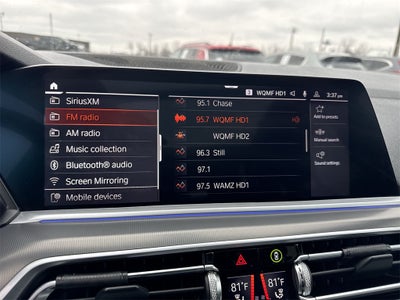 3 WQMF HD1
3:37 pm
SiriusXM
FM radio
AM radio
Music collection
Bluetooth® audio
Screen Mirroring
Mobile devices
95.1 Chase
95.7 WQMF HD1
WQMF HD2
96.3 Still
97.1
97.5 WAMZ HD1
Add to presets
Manual search
Sound settings
81°F
81°F